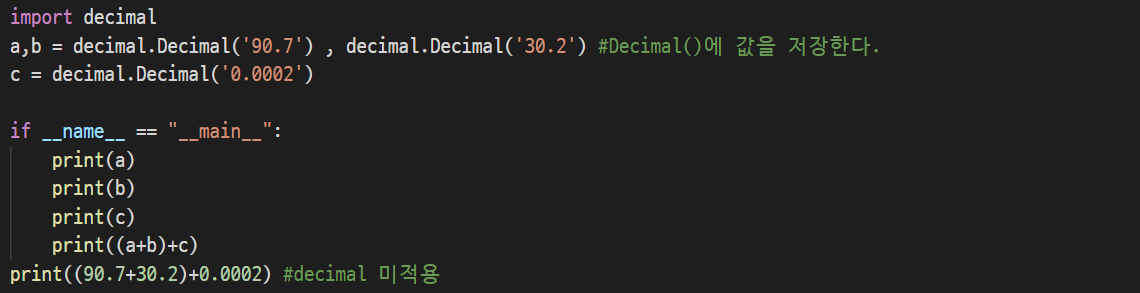 import decimal
a,b = decimal.Decimal('90.7') , decimal.Decimal('30.2') #Decimal()에 값을 저장한다.
c = decimal.Decimal('0.0002')
if __name__ == "__main__":
    print(a)
    print(b)
    print(c)
    print((a+b)+c)
print((90.7+30.2)+0.0002) #decimal 미적용